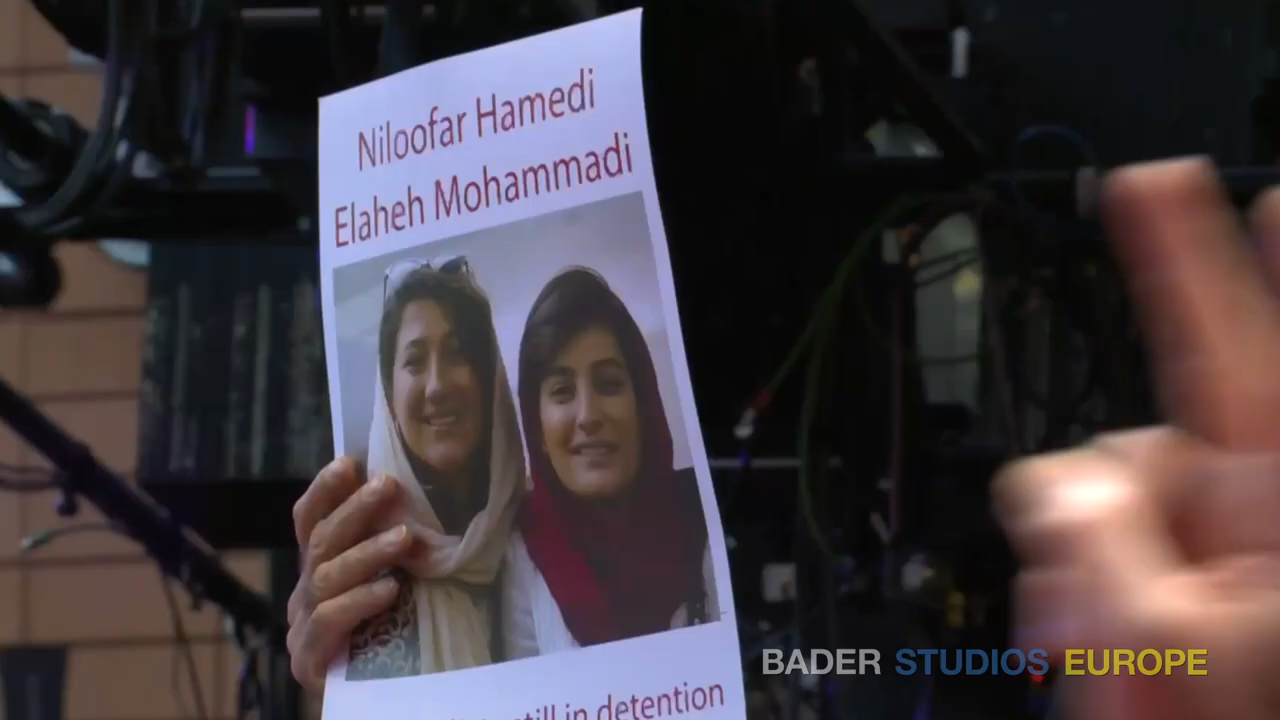 Niloofar Hamedi
Elaheh Mohammadi
still in detention
BADER STUDIOS EUROPE